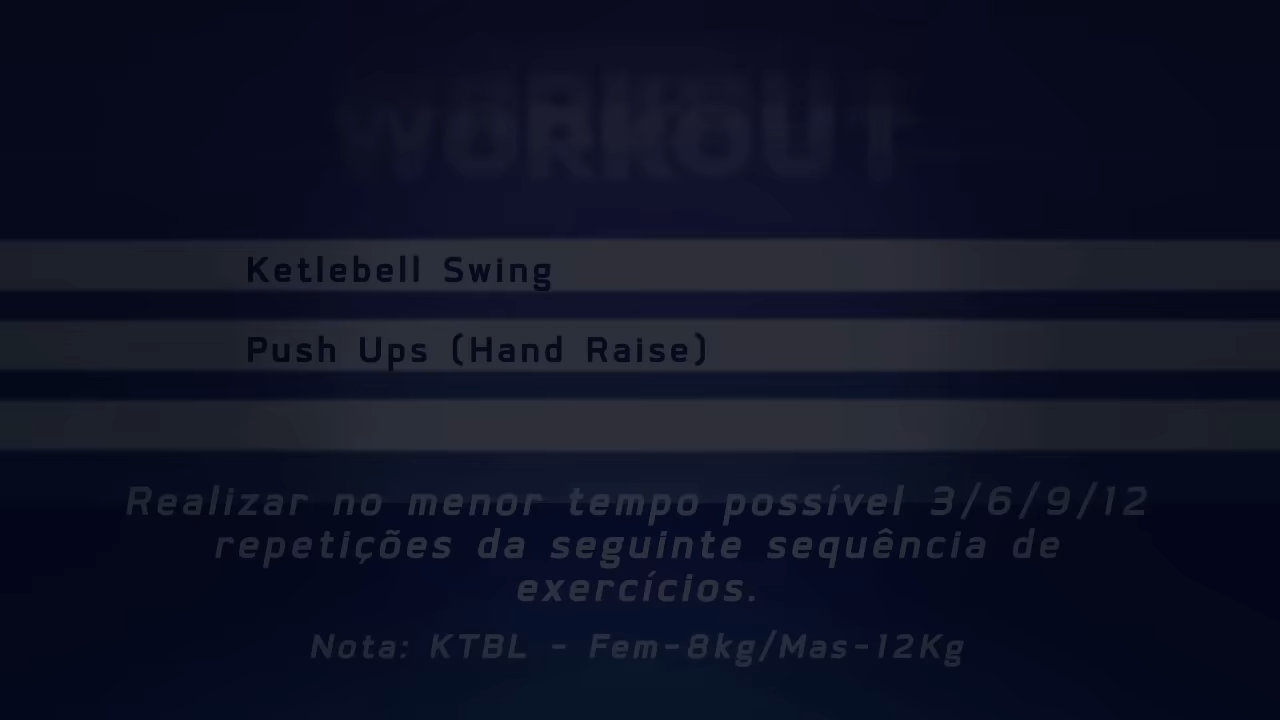 WORKOUT
Ketlebell Swing
Push Ups (Hand Raise)
Realizar no menor tempo possível 3/6/9/12
repetições da seguinte sequência de
exercícios.
Nota: KTBL - Fem-8kg/Mas-12Kg